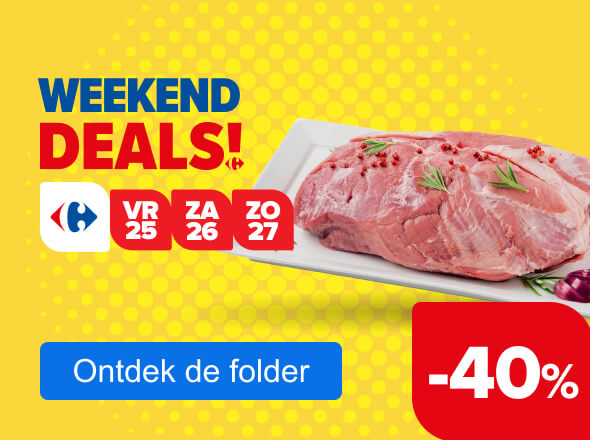 WEEKEND
DEALS!
VR ZA ZO
25 26 27
Ontdek de folder
-40%